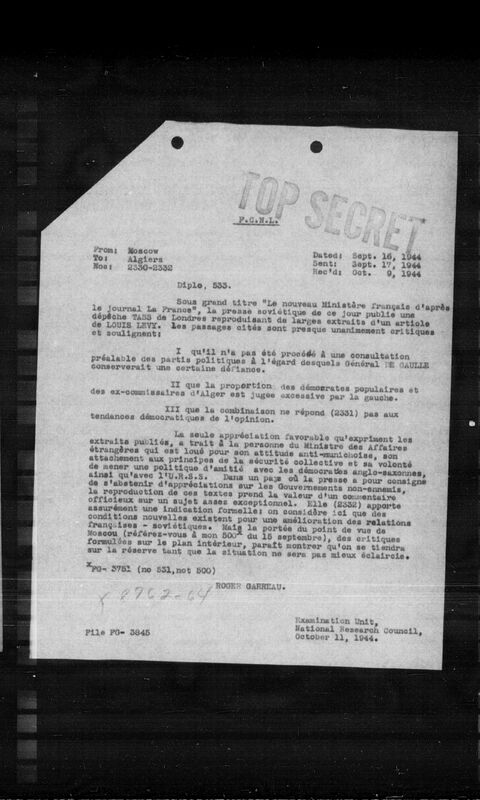 TOP SECRET
F.C.N.L.
From: Moscow
To: Algiers
Nos: 2330-2332
Dated: Sept. 16, 1944
Sent: Sept. 17, 1944
Rec'd: Oct. 9, 1944
Diplo, 533.
Sous grand titre "Le nouveau Ministère français d'après
le journal La France", la presse soviétique de ce jour publie une
dépêche TASS de Londres reproduisant de larges extraits d'un article
de LOUIS LEVY. Les passages cités sont presque unanimement critiques
et soulignent:
I qu'il n'a pas été procédé à une consultation
préalable des partis politiques à l'égard desquels Général DE GAULLE
conserverait une certaine défiance.
II que la proportion des démocrates populaires et
des ex-commissaires d'Alger est jugée excessive par la gauche.
III que la combinaison ne répond (2331) pas aux
tendances démocratiques de l'opinion.
La seule appréciation favorable qu'expriment les
extraits publiés, a trait à la personne du Ministre des Affaires
étrangères qui est loué pour son attitude anti-munichoise, son
attachement aux principes de la sécurité collective et sa volonté
de mener une politique d'amitié avec les démocraties anglo-saxonnes,
ainsi qu'avec l'U.R.S.S. Dans un pays où la presse a pour consigne
de s'abstenir d'appréciations sur les Gouvernements non-ennemis,
la reproduction de ces textes prend la valeur d'un commentaire
officieux sur un sujet assez exceptionnel. Elle (2332) apporte
assurément une indication formelle: on considère ici que des
conditions nouvelles existent pour une amélioration des relations
françaises - soviétiques. Mais la portée du point de vue de
Moscou (référez-vous à mon 500x du 15 septembre), des critiques
formulées sur le plan intérieur, paraît montrer qu'on se tiendra
sur la réserve tant que la situation ne sera pas mieux éclaircie.
xFG- 3751 (no 531, not 500)
ROGER GARREAU.
x 8762-64
File FG- 3845
Examination Unit,
National Research Council,
October 11, 1944.